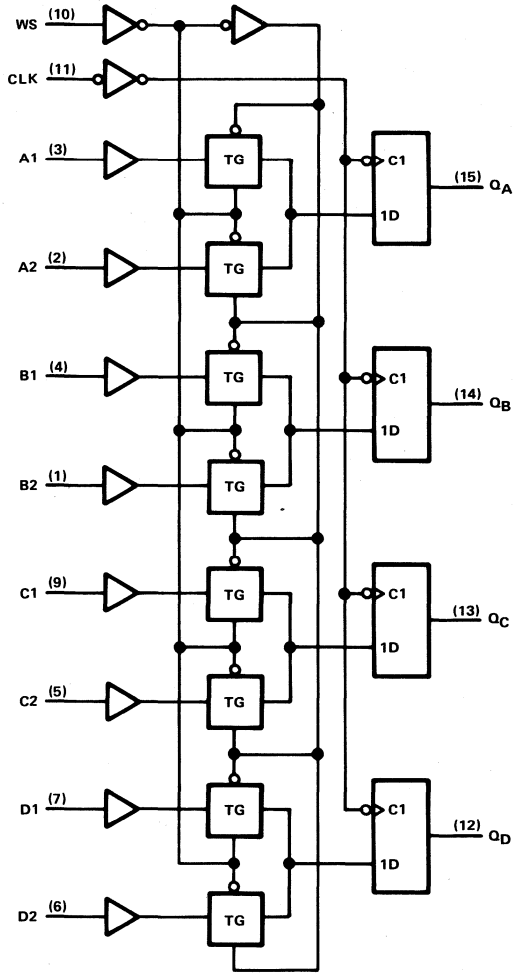 WS (10)
CLK (11)
A1 (3) TG C1 (15) QA
1D
A2 (2) TG
B1 (4) TG C1 (14) QB
1D
B2 (1) TG
C1 (9) TG C1 (13) QC
1D
C2 (5) TG
D1 (7) TG C1 (12) QD
1D
D2 (6) TG